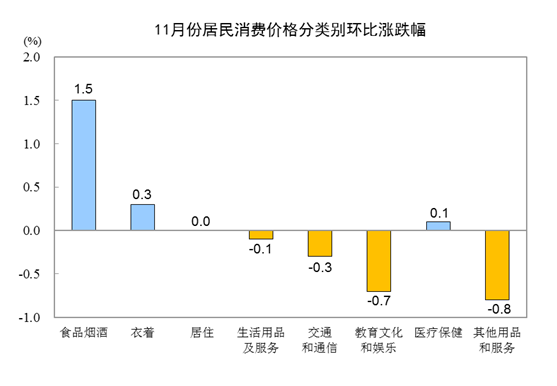 11月份居民消费价格分类别环比涨跌幅
(%)
2.0
1.5
1.0
0.5
0.0
-0.5
-1.0
1.5
0.3
0.0
-0.1
-0.3
-0.7
0.1
-0.8
食品烟酒
衣着
居住
生活用品
及服务
交通
和通信
教育文化
和娱乐
医疗保健
其他用品
和服务